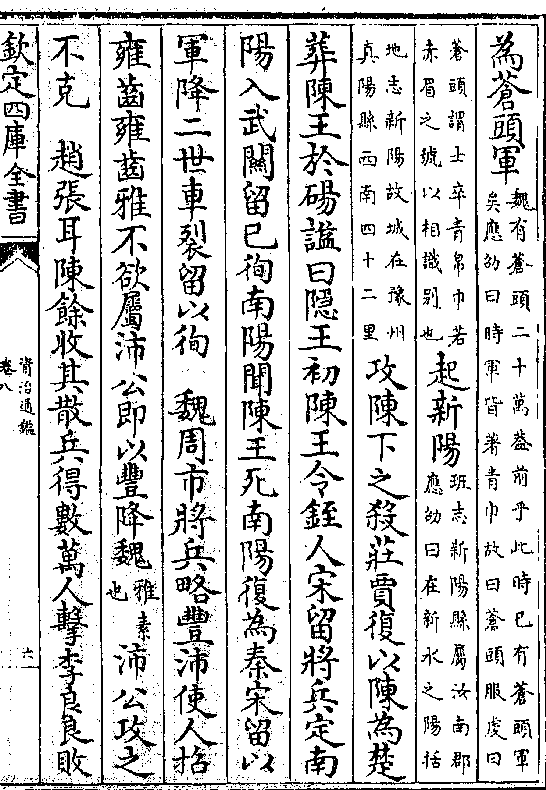 為蒼頭軍
魏有蒼頭二十萬葢前乎此時已有蒼頭軍
矣應劭曰時軍皆著青巾故曰蒼頭服䖍曰
蒼頭謂士卒青帛巾若
赤眉之號以相識别也
起新陽
班志新陽縣屬汝南郡
應劭曰在新水之陽括
地志新陽故城在豫州
真陽縣西南四十二里
攻陳下之殺莊賈復以陳為楚
葬陳王於碭諡曰隱王初陳王令銍人宋留將兵定南
陽入武關留已徇南陽聞陳王死南陽復為秦宋留以
軍降二世車裂留以徇　魏周市將兵略豐沛使人招
雍齒雍齒雅不欲屬沛公即以豐降魏
雅素
也
沛公攻之
不克　趙張耳陳餘收其散兵得數萬人擊李良良敗
欽定四庫全書
資治通鑑
卷八
六